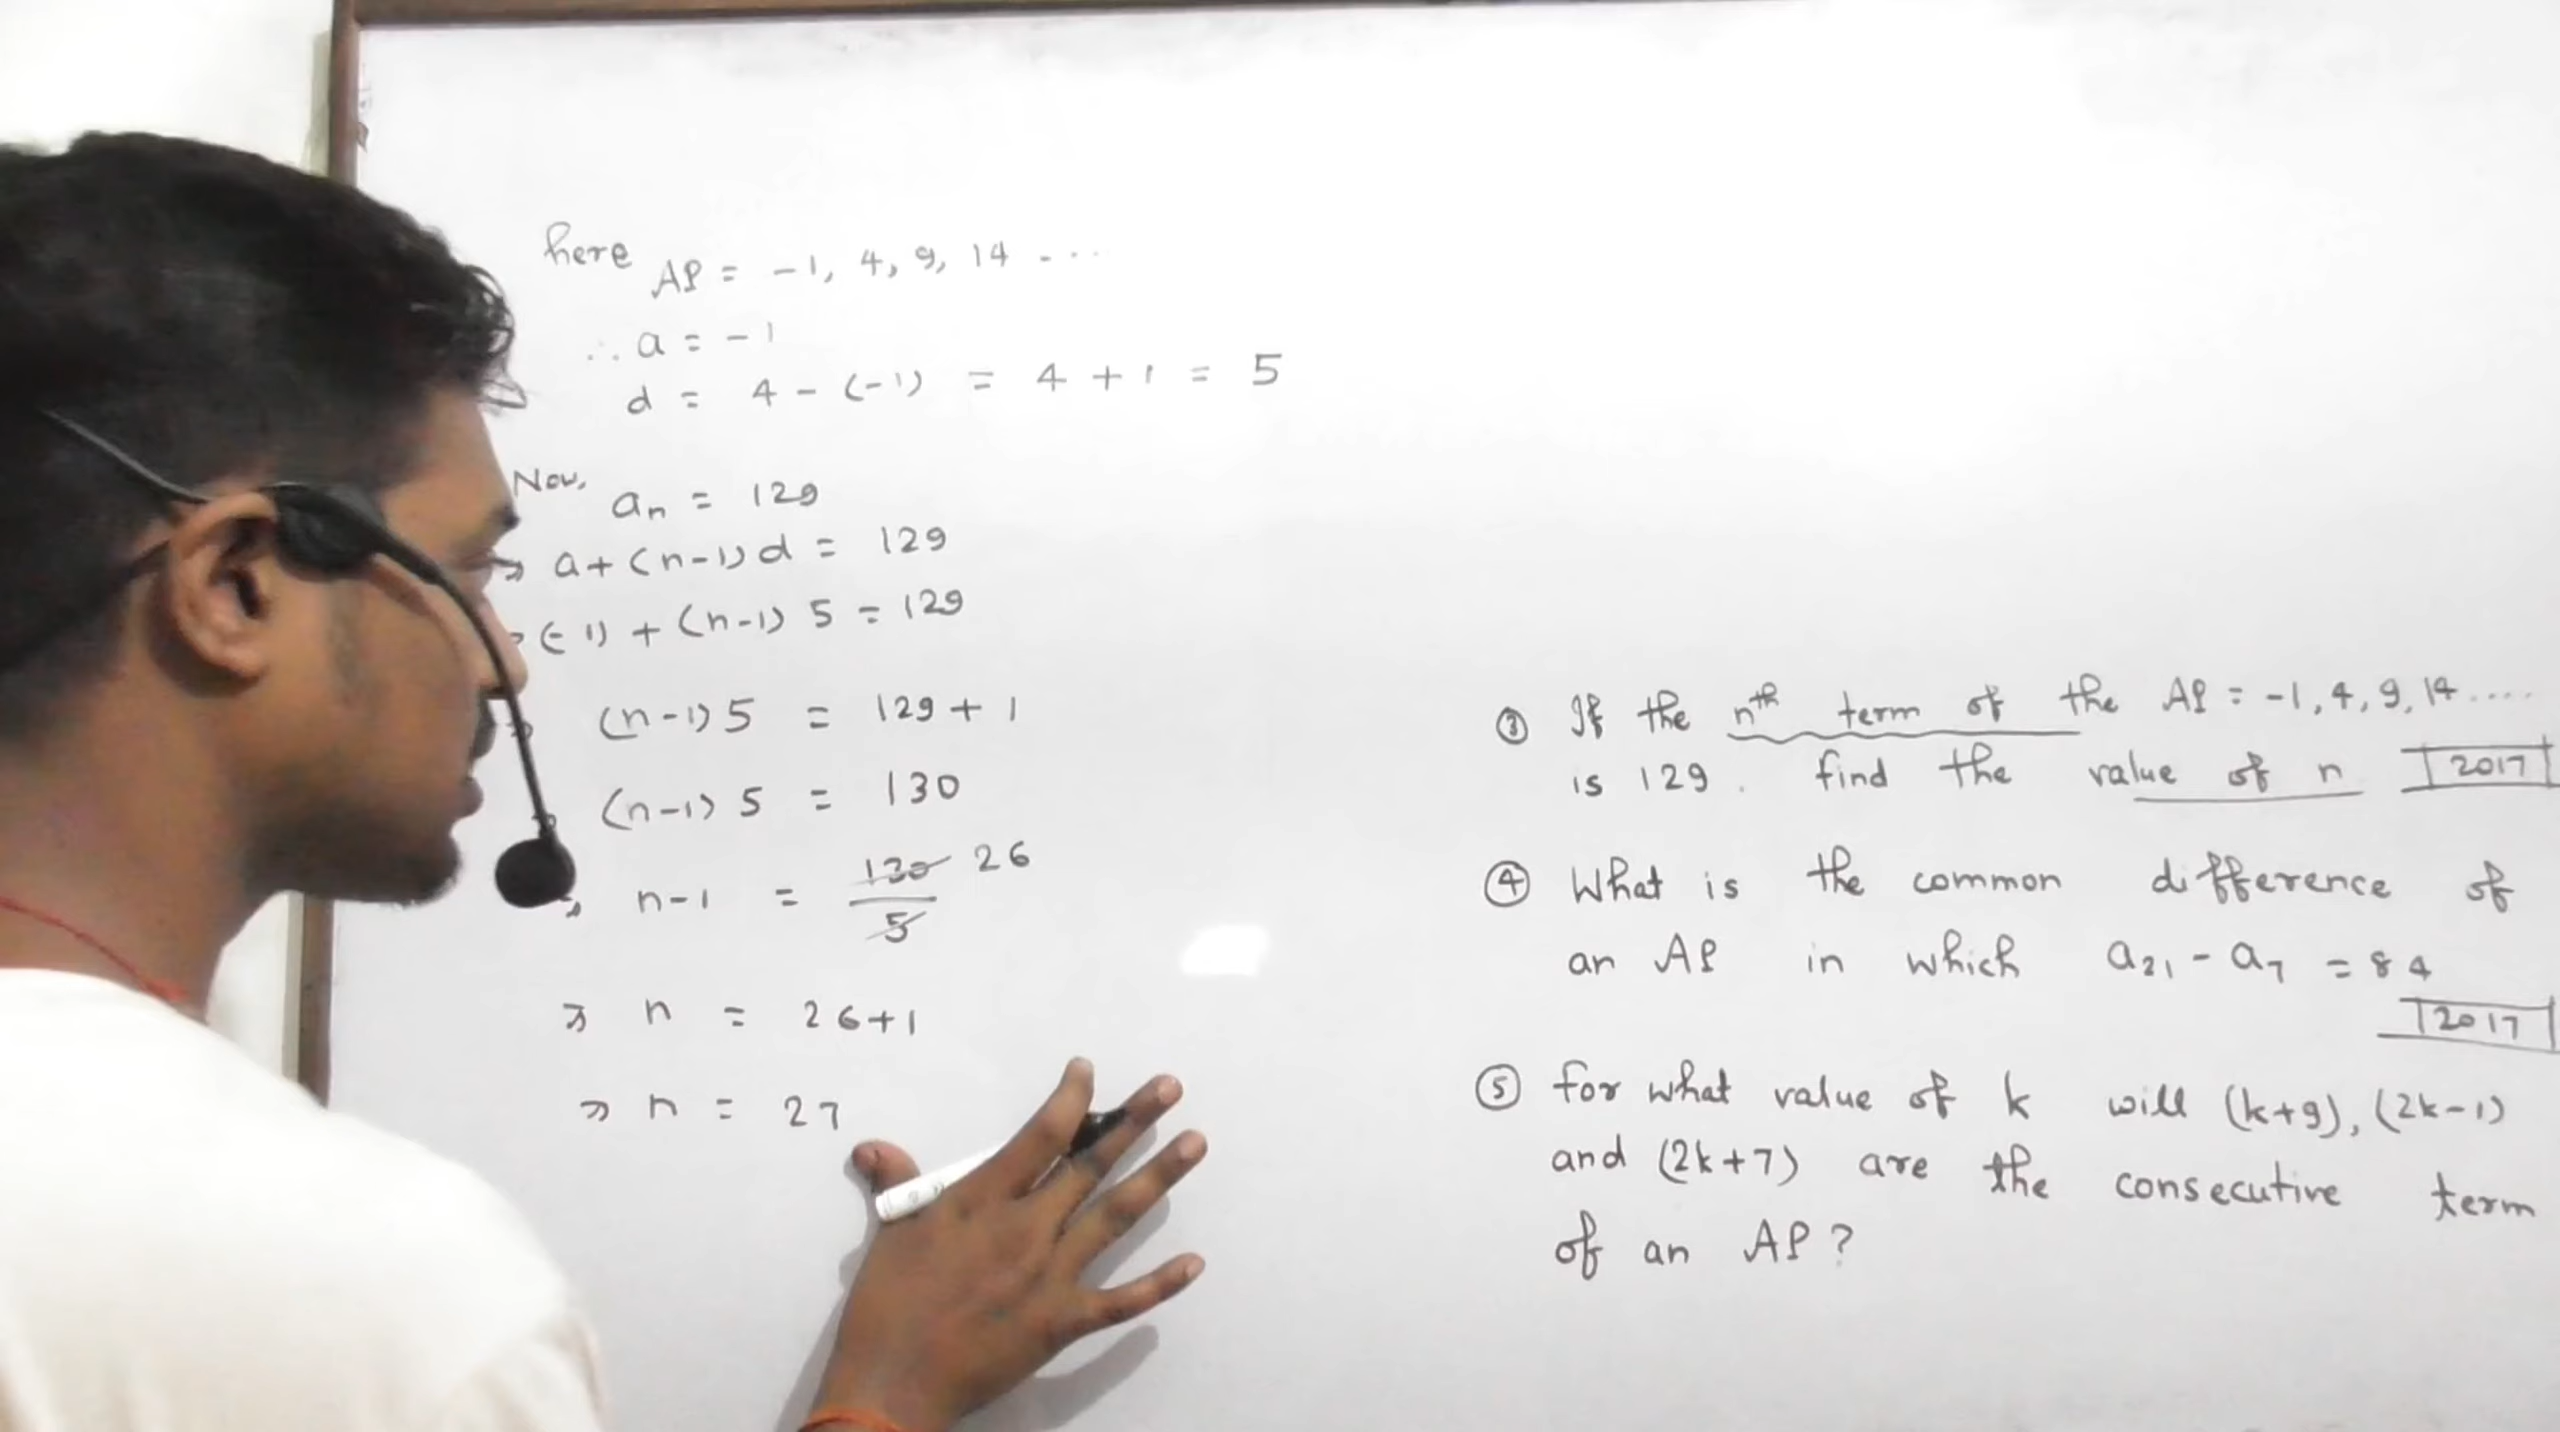 here AP = -1, 4, 9, 14 ----
∴ a = -1
d = 4 - (-1) = 4 + 1 = 5
Now, an = 129
→ a + (n-1) d = 129
→ (-1) + (n-1) 5 = 129
(n-1) 5 = 129 + 1
(n-1) 5 = 130
n-1 = 130/5 26
⇒ n = 26+1
⇒ n = 27
③ If the nth term of the AP = -1, 4, 9, 14 ....
is 129. find the value of n 2017
④ What is the common difference of
an AP in which a21 - a7 = 84
2017
⑤ for what value of k will (k+9), (2k-1)
and (2k+7) are the consecutive term
of an AP?